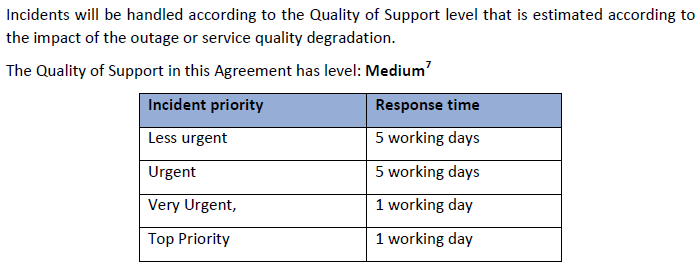 Incidents will be handled according to the Quality of Support level that is estimated according to
the impact of the outage or service quality degradation.
The Quality of Support in this Agreement has level: Medium7
Incident priority Response time
Less urgent 5 working days
Urgent 5 working days
Very Urgent, 1 working day
Top Priority 1 working day